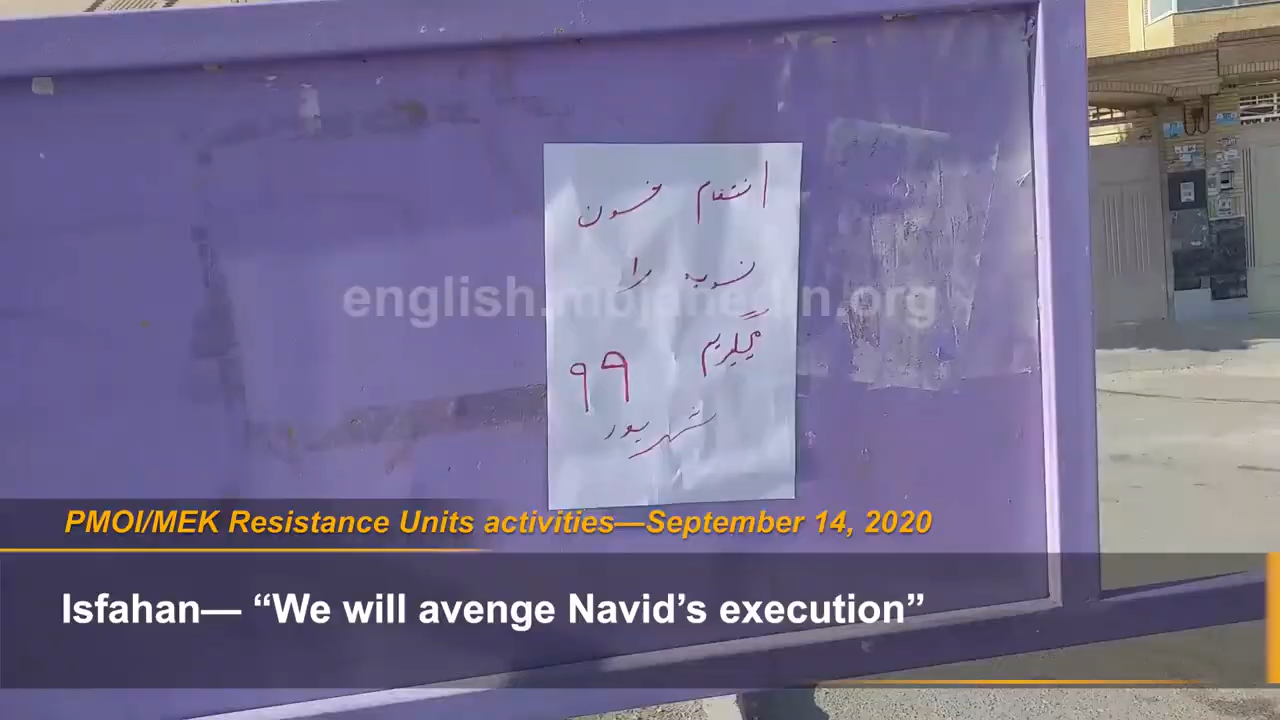 انتقام خون
نوید را
میگیریم ۹۹
شهریور
english.mojahedin.org
PMOI/MEK Resistance Units activities—September 14, 2020
Isfahan— “We will avenge Navid’s execution”